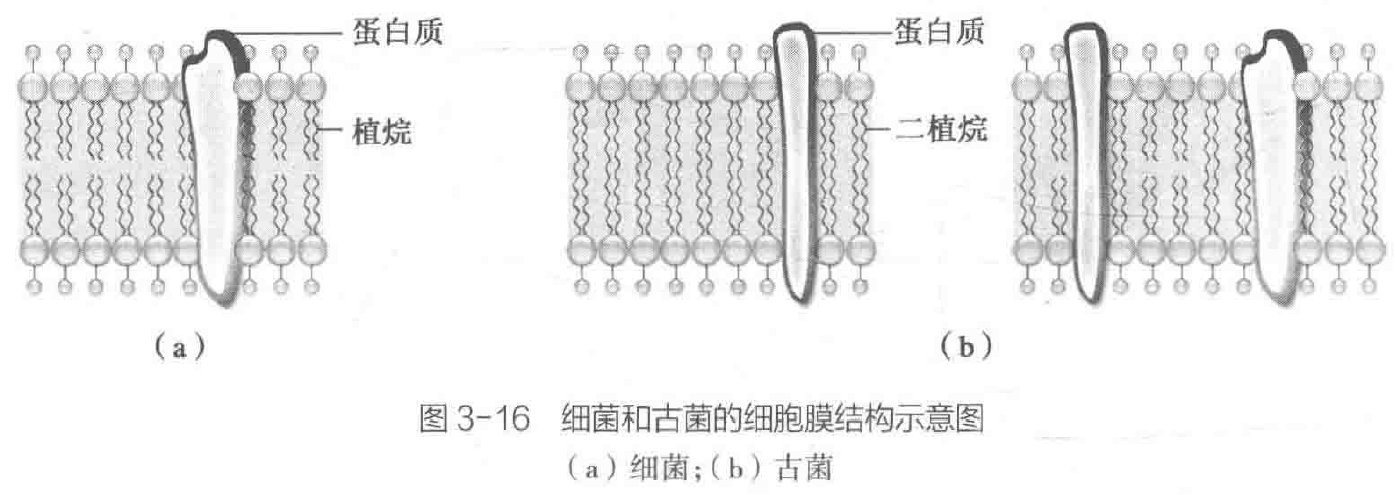 蛋白质
植烷
(a)
蛋白质
二植烷
(b)
图 3-16 细菌和古菌的细胞膜结构示意图
(a)细菌;(b)古菌